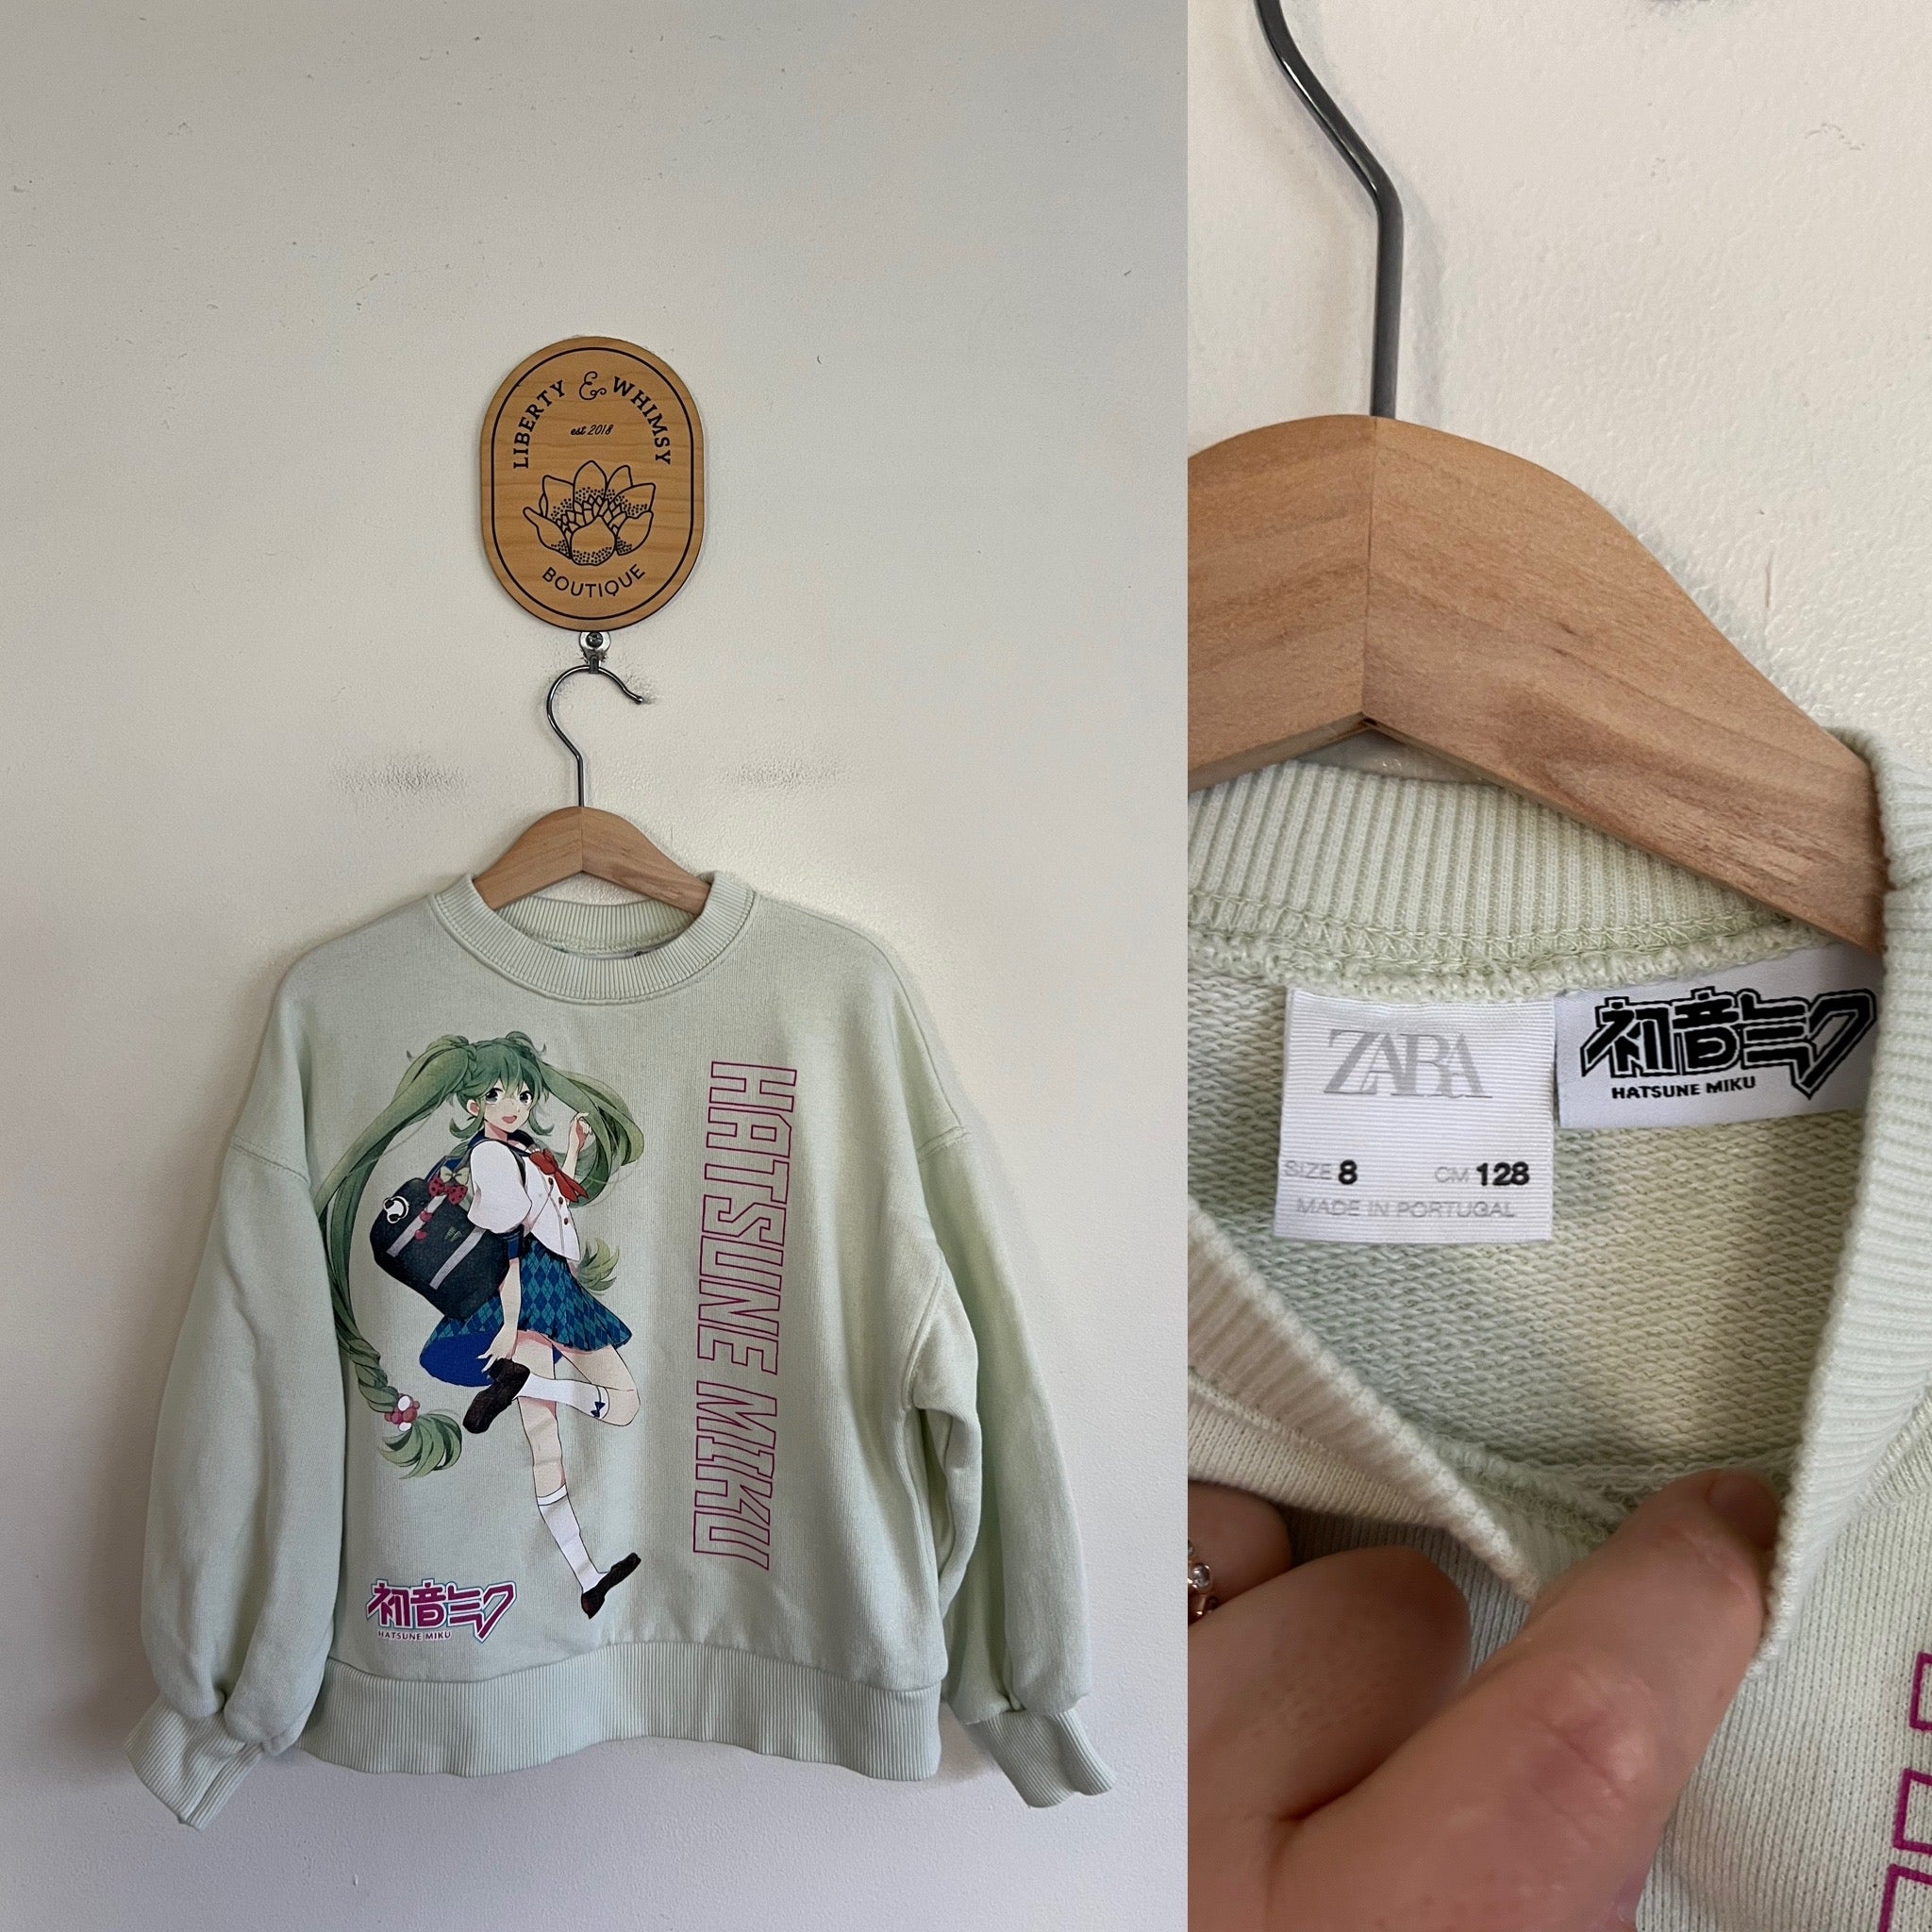 LIBERTY & WHIMSY
est 2018
BOUTIQUE
HATSUNE MIKU
初音ミク
HATSUNE MIKU
ZARA
SIZE 8 CM 128
MADE IN PORTUGAL
初音ミク
HATSUNE MIKU